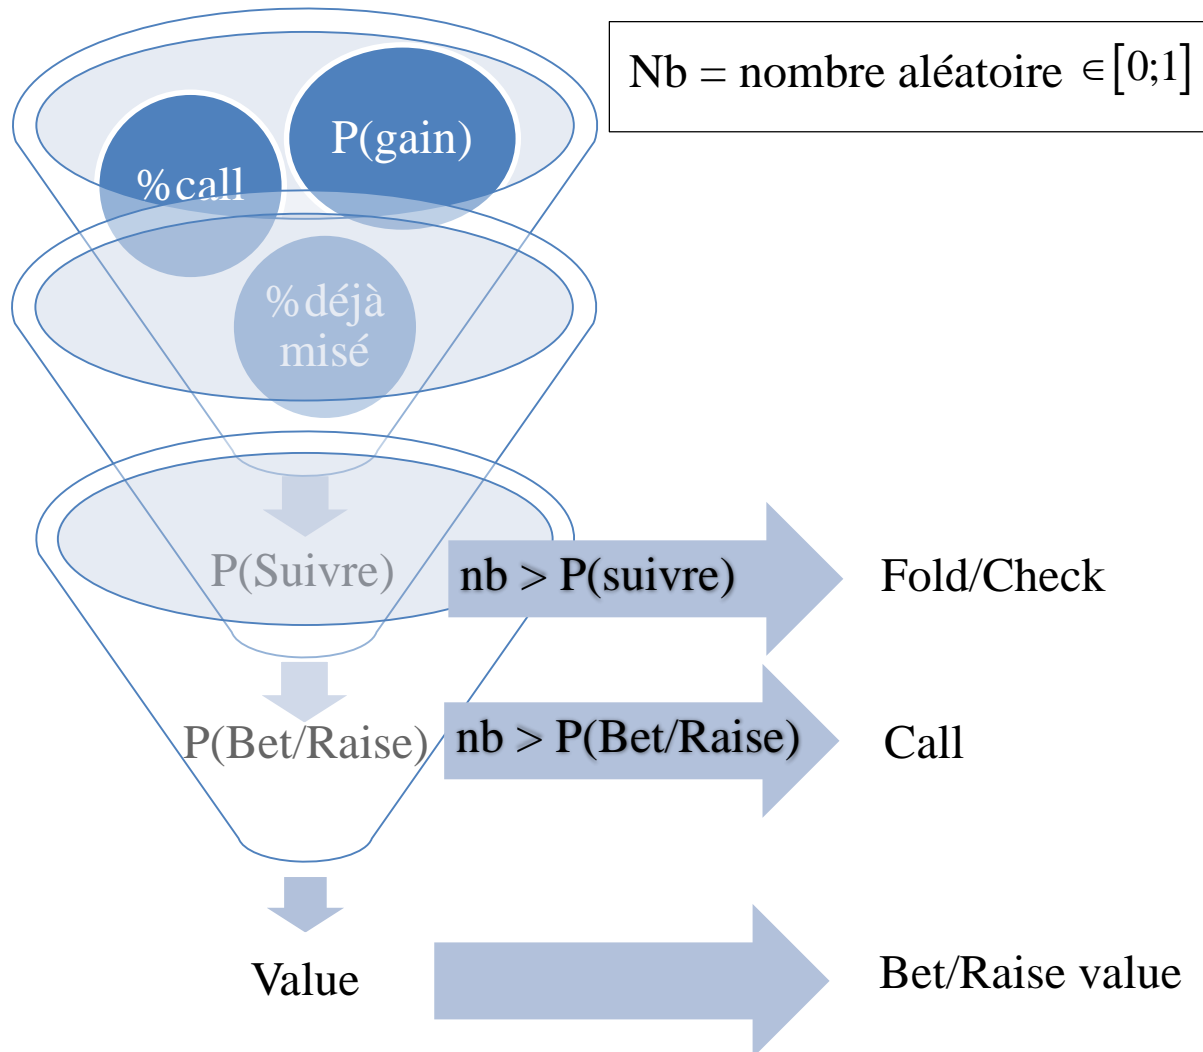 Nb = nombre aléatoire ∈[0;1]
P(gain)
%call
%déjà
misé
P(Suivre)
nb > P(suivre)
Fold/Check
P(Bet/Raise)
nb > P(Bet/Raise)
Call
Value
Bet/Raise value